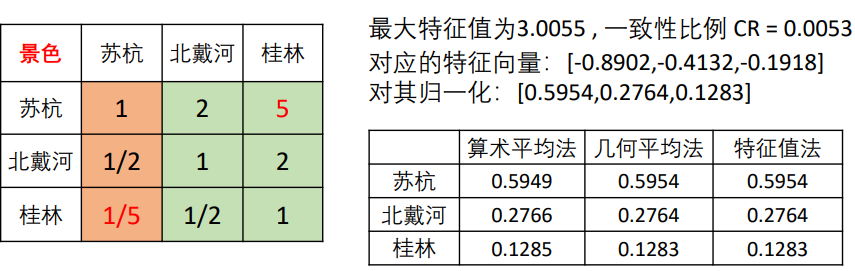 最大特征值为3.0055 , 一致性比例 CR = 0.0053
对应的特征向量：[-0.8902,-0.4132,-0.1918]
对其归一化：[0.5954,0.2764,0.1283]
景色 苏杭 北戴河 桂林
苏杭 1 2 5
北戴河 1/2 1 2
桂林 1/5 1/2 1
算术平均法 几何平均法 特征值法
苏杭 0.5949 0.5954 0.5954
北戴河 0.2766 0.2764 0.2764
桂林 0.1285 0.1283 0.1283